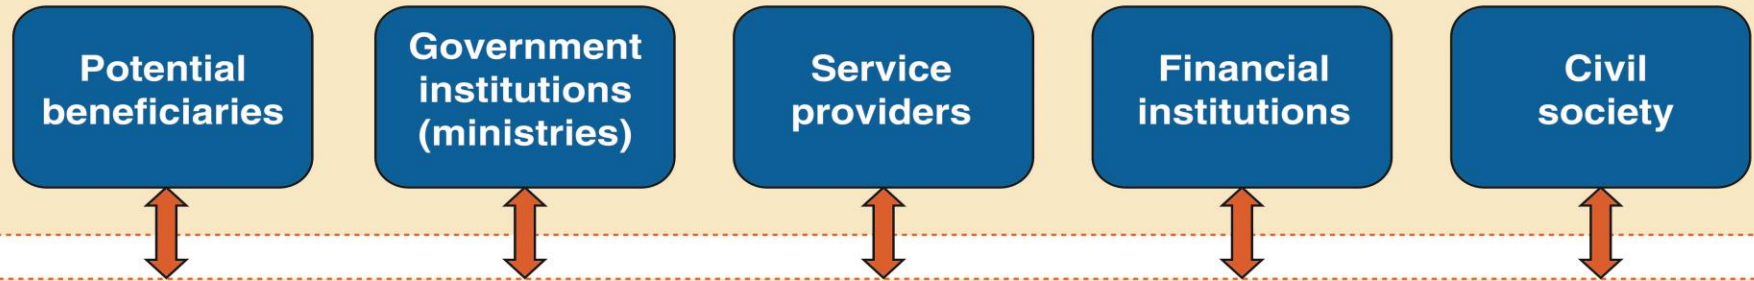 Potential
beneficiaries
Government
institutions
(ministries)
Service
providers
Financial
institutions
Civil
society